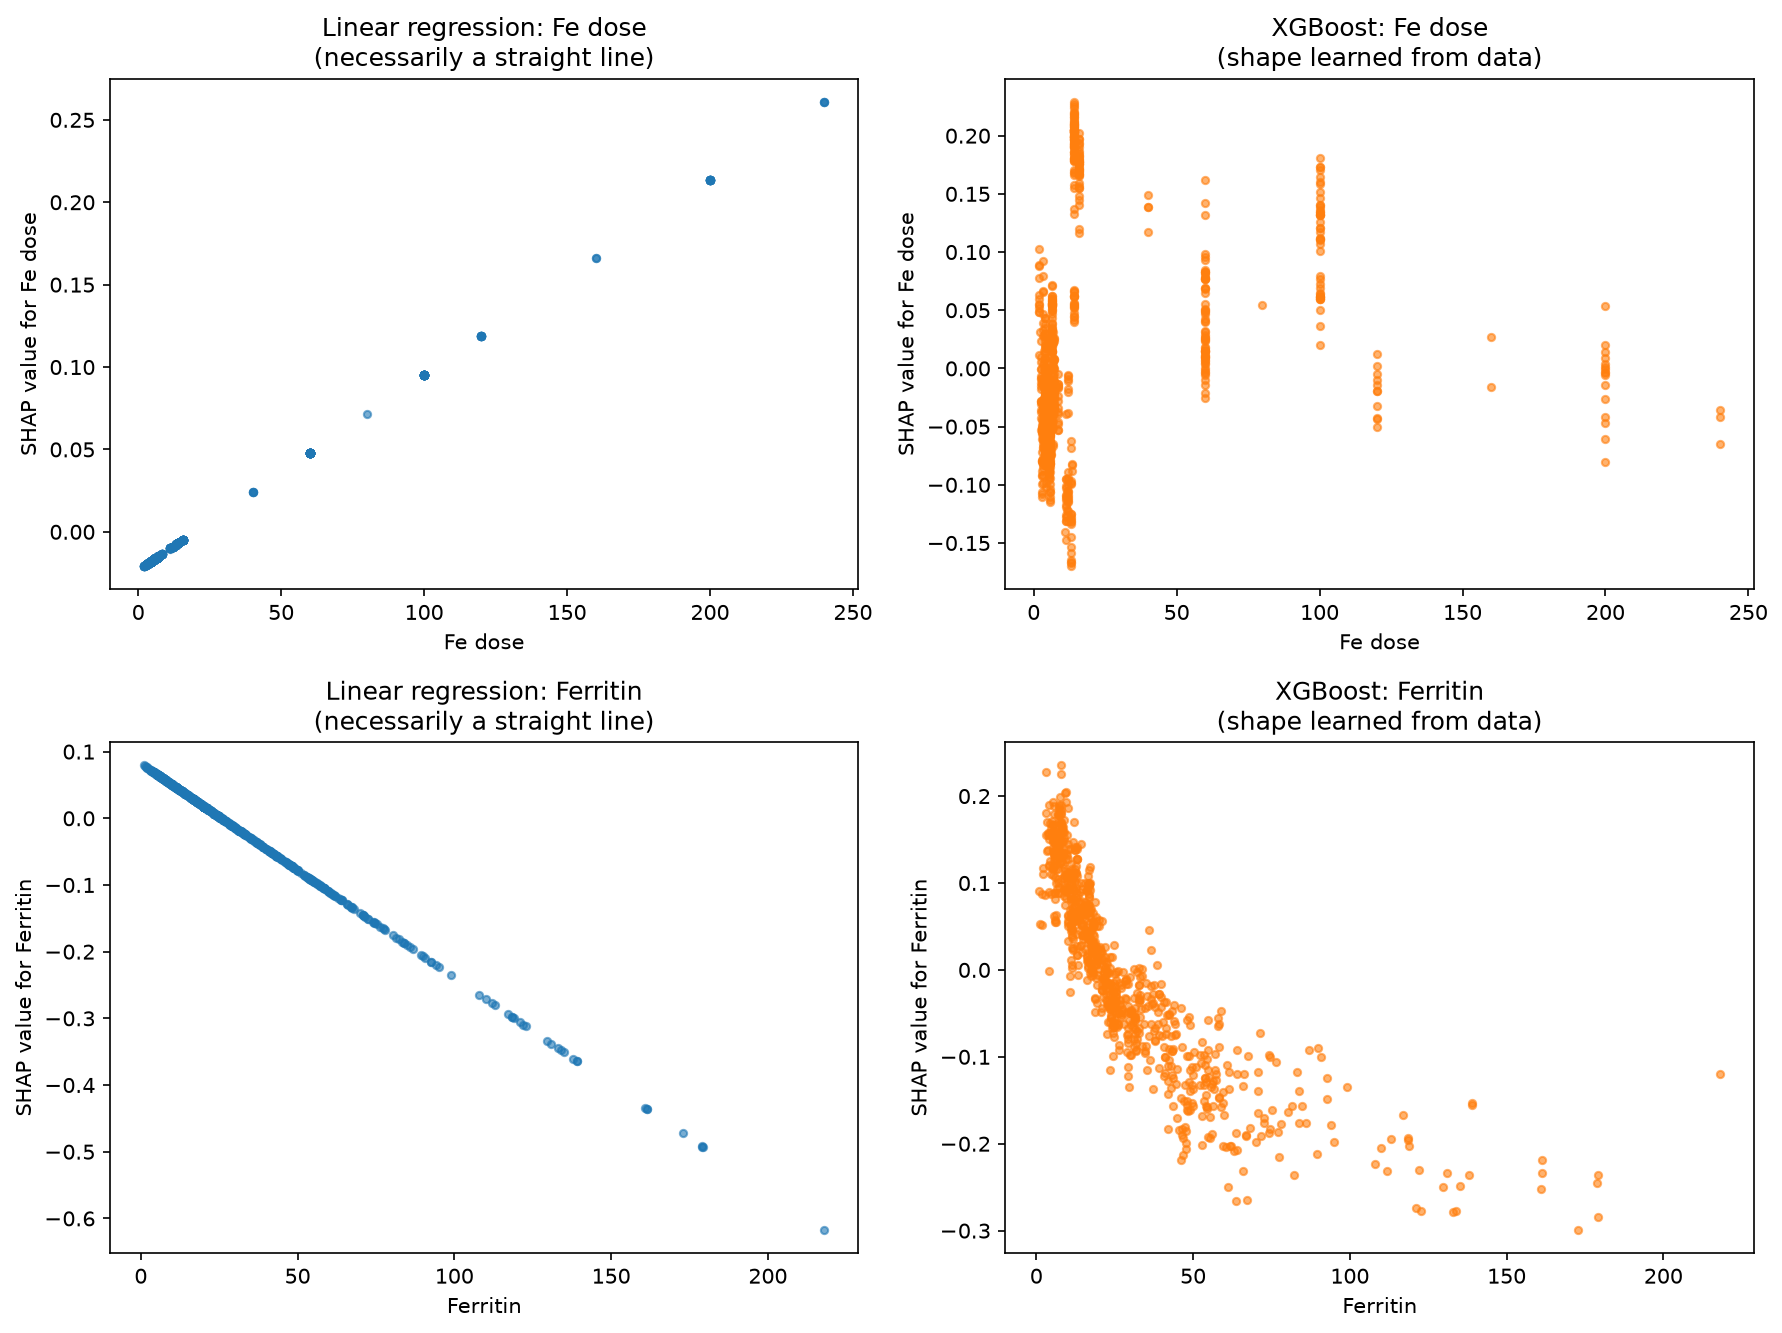 Linear regression: Fe dose
(necessarily a straight line)
0.25
0.20
0.15
0.10
0.05
0.00
SHAP value for Fe dose
0 50 100 150 200 250
Fe dose
XGBoost: Fe dose
(shape learned from data)
0.20
0.15
0.10
0.05
0.00
−0.05
−0.10
−0.15
SHAP value for Fe dose
0 50 100 150 200 250
Fe dose
Linear regression: Ferritin
(necessarily a straight line)
0.1
0.0
−0.1
−0.2
−0.3
−0.4
−0.5
−0.6
SHAP value for Ferritin
0 50 100 150 200
Ferritin
XGBoost: Ferritin
(shape learned from data)
0.2
0.1
0.0
−0.1
−0.2
−0.3
SHAP value for Ferritin
0 50 100 150 200
Ferritin